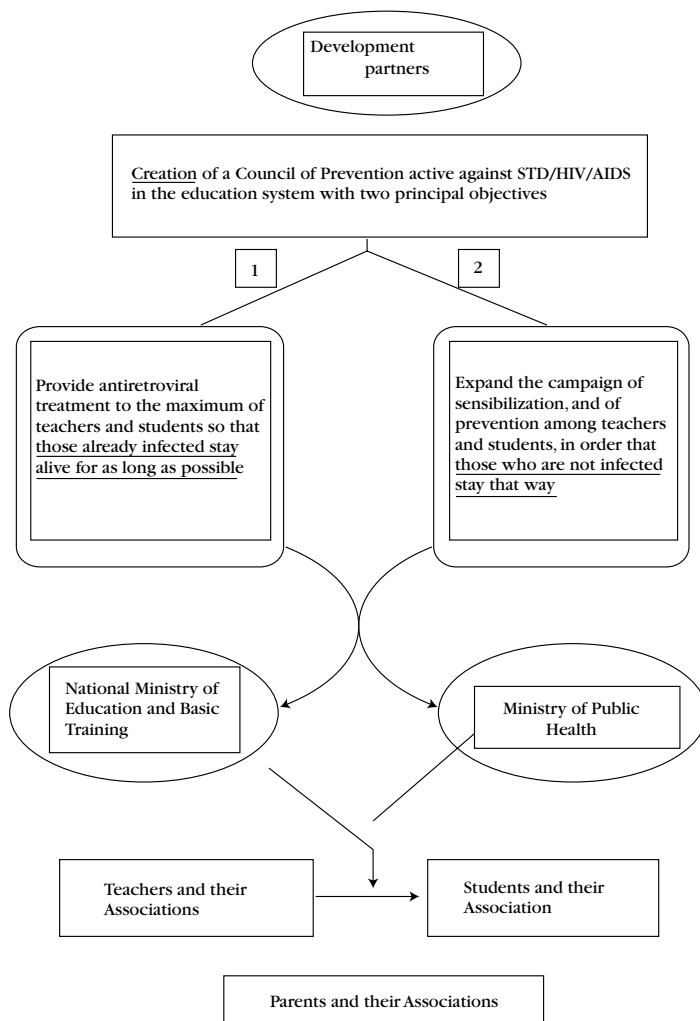 Development
partners
Creation of a Council of Prevention active against STD/HIV/AIDS
in the education system with two principal objectives
1
2
Provide antiretroviral
treatment to the maximum of
teachers and students so that
those already infected stay
alive for as long as possible
Expand the campaign of
sensibilization, and of
prevention among teachers
and students, in order that
those who are not infected
stay that way
National Ministry of
Education and Basic
Training
Ministry of Public
Health
Teachers and their
Associations
Students and their
Association
Parents and their Associations